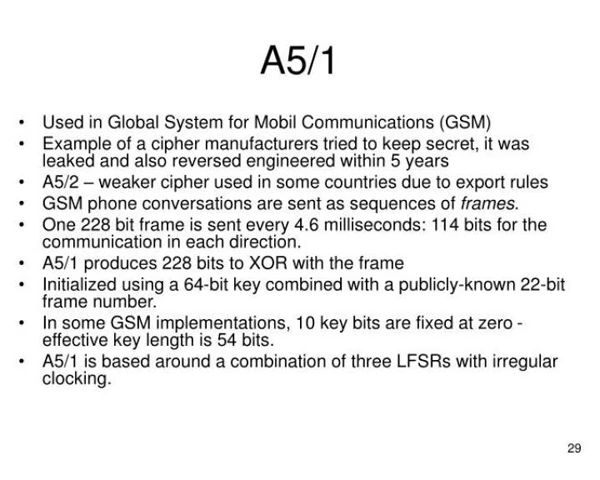 A5/1
• Used in Global System for Mobil Communications (GSM)
• Example of a cipher manufacturers tried to keep secret, it was
leaked and also reversed engineered within 5 years
• A5/2 – weaker cipher used in some countries due to export rules
• GSM phone conversations are sent as sequences of frames.
• One 228 bit frame is sent every 4.6 milliseconds: 114 bits for the
communication in each direction.
• A5/1 produces 228 bits to XOR with the frame
• Initialized using a 64-bit key combined with a publicly-known 22-bit
frame number.
• In some GSM implementations, 10 key bits are fixed at zero -
effective key length is 54 bits.
• A5/1 is based around a combination of three LFSRs with irregular
clocking.
29